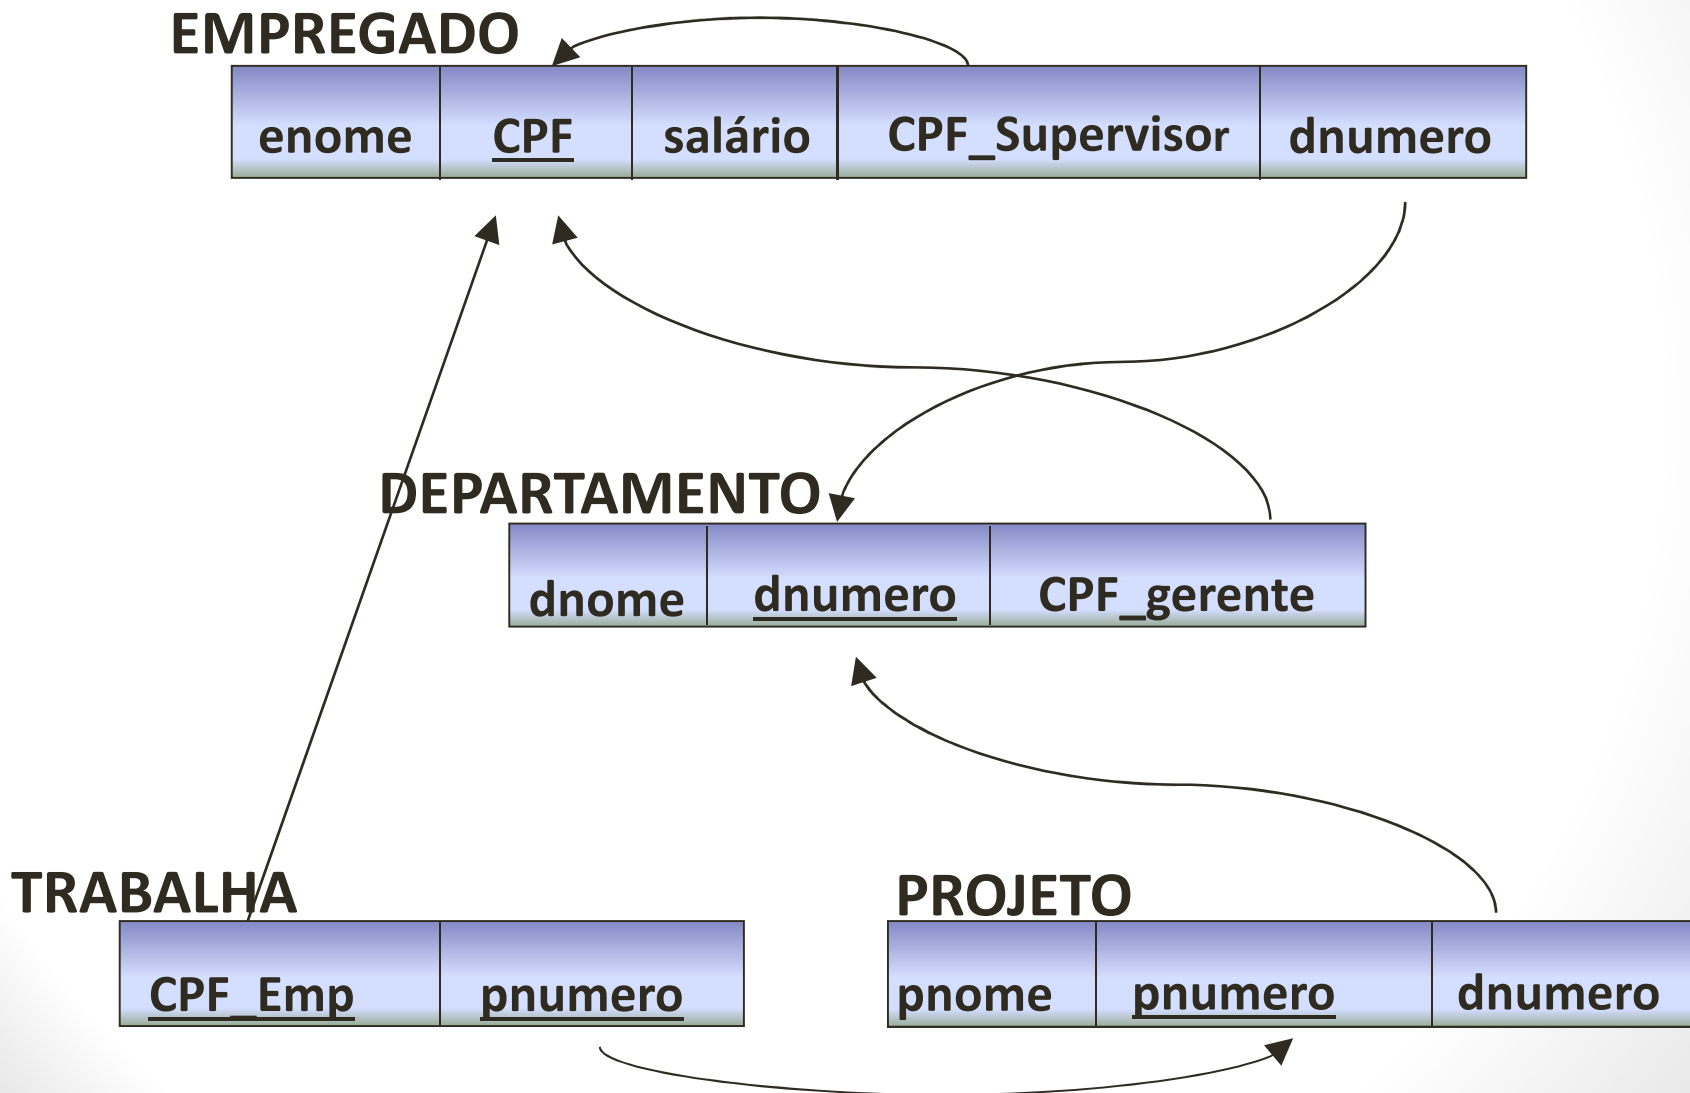 EMPREGADO
enome CPF salário CPF_Supervisor dnumero
DEPARTAMENTO
dnome dnumero CPF_gerente
TRABALHA
CPF_Emp pnumero
PROJETO
pnome pnumero dnumero